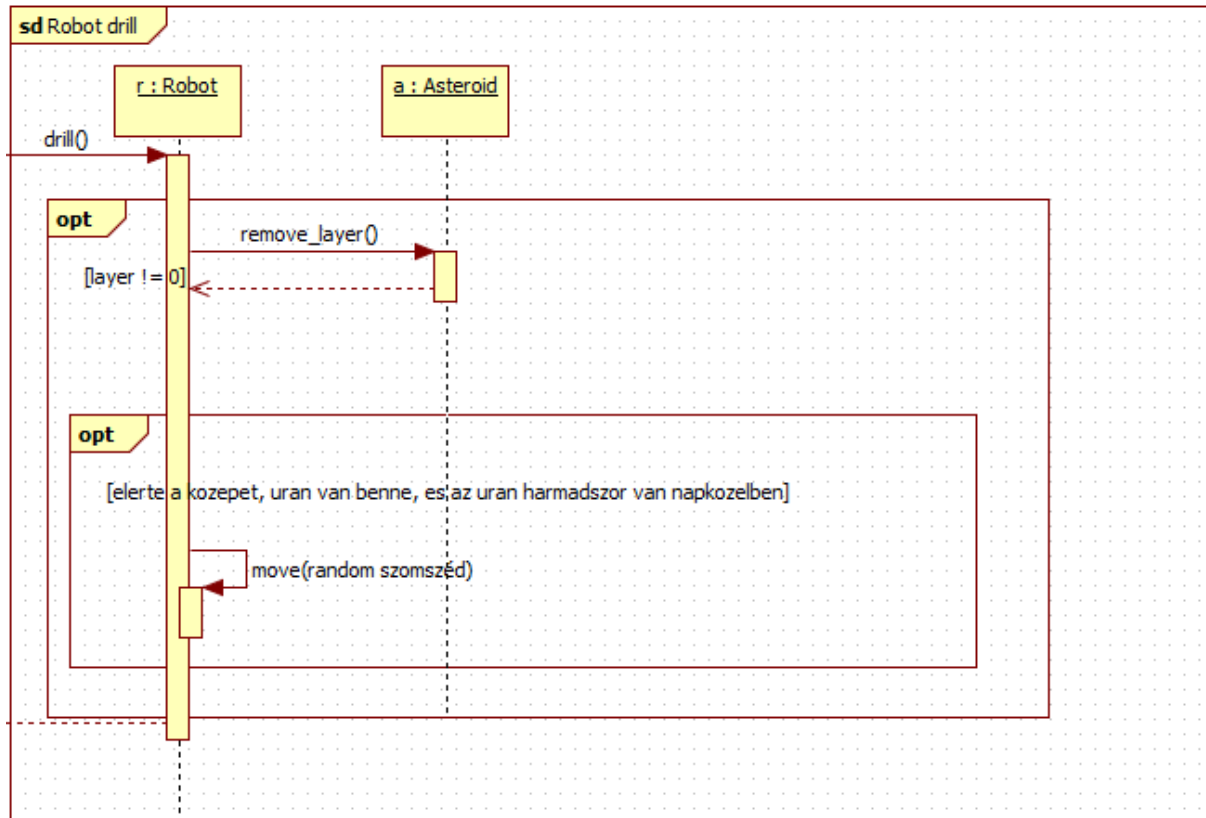 sd Robot drill
r : Robot
a : Asteroid
drill()
opt
remove_layer()
[layer != 0]
opt
[elerte a kozepet, uran van benne, es az uran harmadszor van napkozelben]
move(random szomszéd)